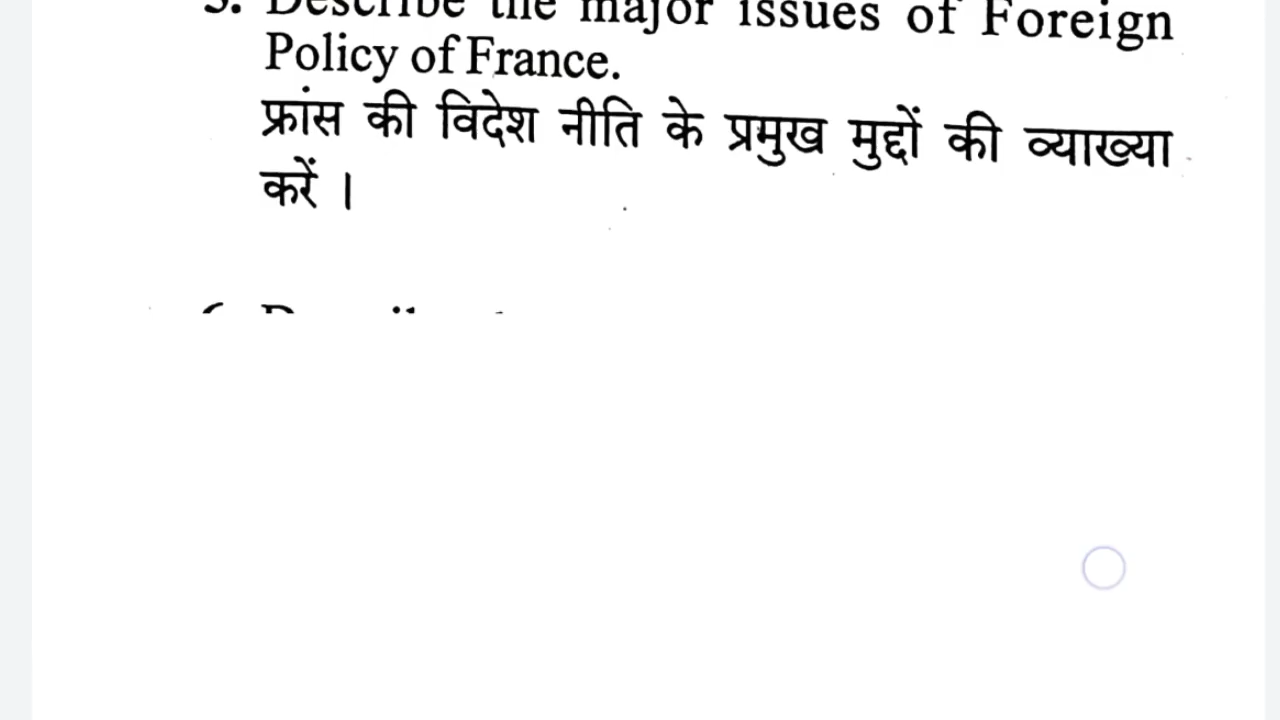 Describe the major issues of Foreign
Policy of France.
फ्रांस की विदेश नीति के प्रमुख मुद्दों की व्याख्या
करें ।